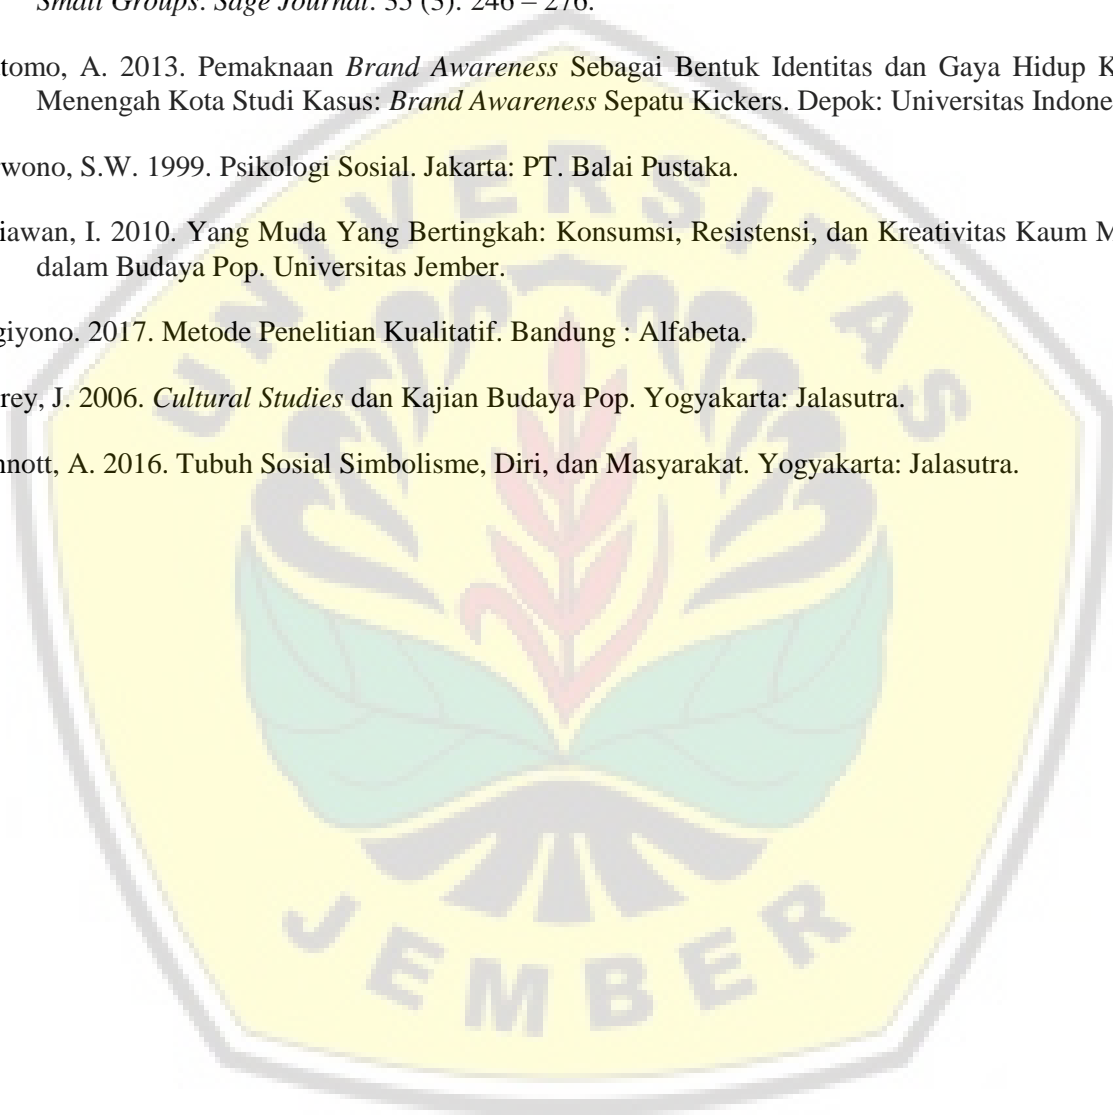 Small Groups. Sage Journal. 35 (3): 246 – 276.
tomo, A. 2013. Pemaknaan Brand Awareness Sebagai Bentuk Identitas dan Gaya Hidup K
Menengah Kota Studi Kasus: Brand Awareness Sepatu Kickers. Depok: Universitas Indone
wono, S.W. 1999. Psikologi Sosial. Jakarta: PT. Balai Pustaka.
iawan, I. 2010. Yang Muda Yang Bertingkah: Konsumsi, Resistensi, dan Kreativitas Kaum M
dalam Budaya Pop. Universitas Jember.
giyono. 2017. Metode Penelitian Kualitatif. Bandung : Alfabeta.
rey, J. 2006. Cultural Studies dan Kajian Budaya Pop. Yogyakarta: Jalasutra.
nnott, A. 2016. Tubuh Sosial Simbolisme, Diri, dan Masyarakat. Yogyakarta: Jalasutra.
UNIVERSITAS
JEMBER